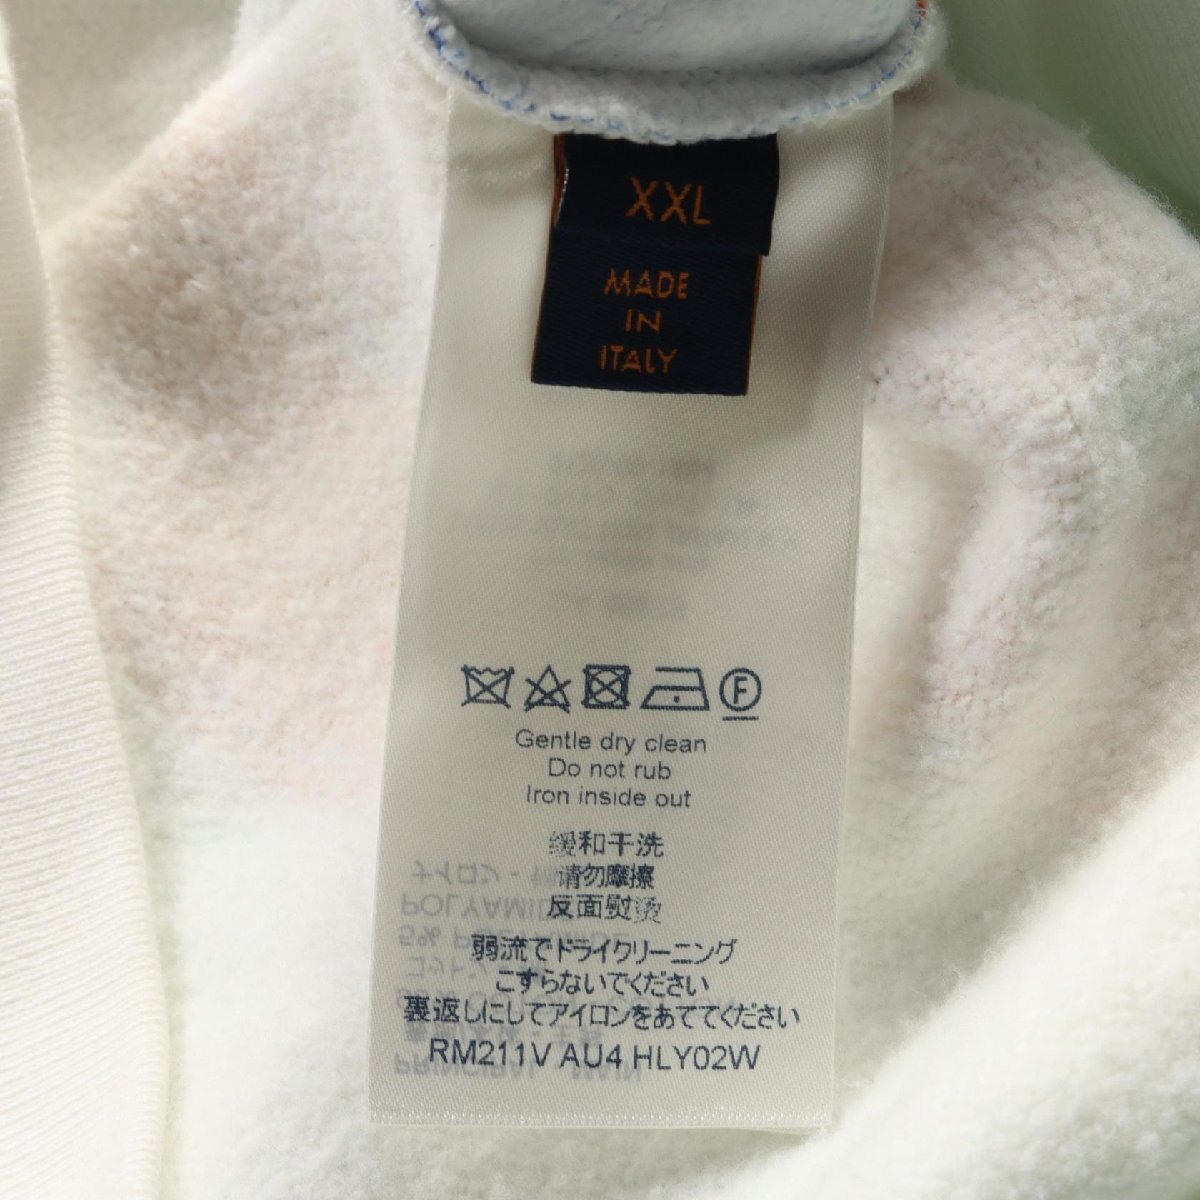 XXL
MADE
IN
ITALY
F
Gentle dry clean
Do not rub
Iron inside out
缓和干洗
请勿摩擦
反面熨烫
弱流でドライクリーニング
こすらないでください
裏返しにしてアイロンをあててください
RM211V AU4 HLY02W